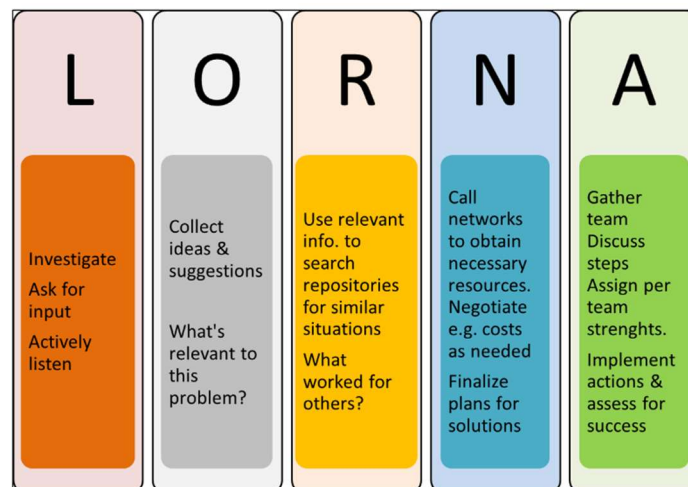 L
Investigate
Ask for
input
Actively
listen
O
Collect
ideas &
suggestions
What's
relevant to
this
problem?
R
Use relevant
info. to
search
repositories
for similar
situations
What
worked for
others?
N
Call
networks
to obtain
necessary
resources.
Negotiate
e.g. costs
as needed
Finalize
plans for
solutions
A
Gather
team
Discuss
steps
Assign per
team
strenghts.
Implement
actions &
assess for
success